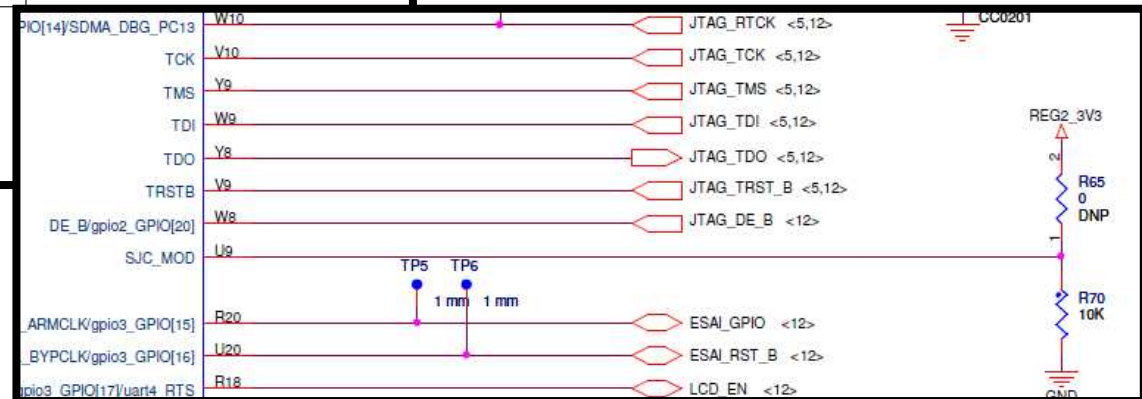 PIO[14]/SDMA_DBG_PC13 W10 JTAG_RTCK <5,12> CC0201
TCK V10 JTAG_TCK <5,12>
TMS Y9 JTAG_TMS <5,12>
TDI W9 JTAG_TDI <5,12> REG2_3V3
TDO Y8 JTAG_TDO <5,12> 2
TRSTB V9 JTAG_TRST_B <5,12> R65
0
DNP
DE_B/gpio2_GPIO[20] W8 JTAG_DE_B <12> 1
SJC_MOD U9
TP5 TP6
1 mm 1 mm R70
10K
_ARMCLK/gpio3_GPIO[15] R20 ESAI_GPIO <12>
_BYPCLK/gpio3_GPIO[16] U20 ESAI_RST_B <12>
gpio3_GPIO[17]/uart4_RTS R18 LCD_EN <12> GND